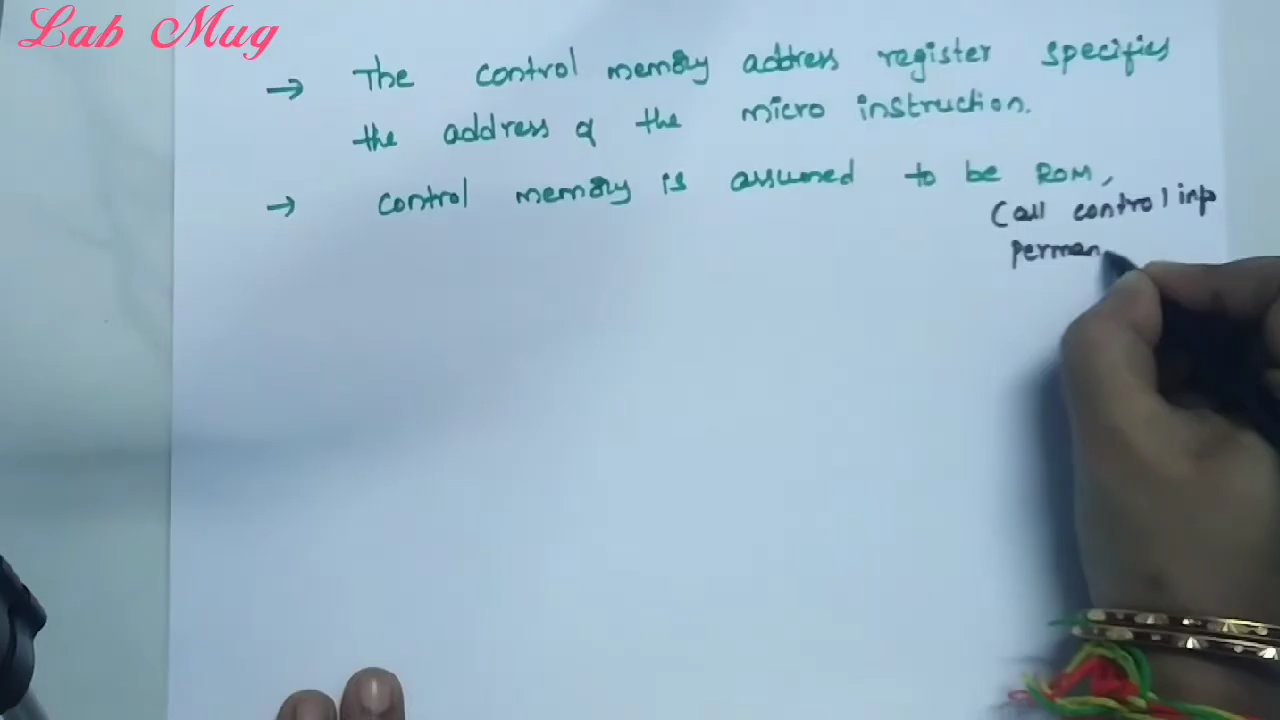 Lab Mug
→ The control memory address register specifies
the address of the micro instruction.
→ control memory is assumed to be ROM,
(all control info
perman